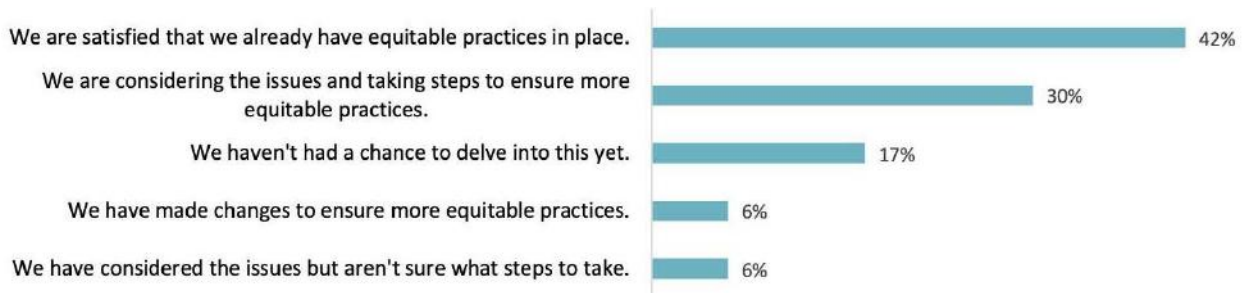 We are satisfied that we already have equitable practices in place.
42%
We are considering the issues and taking steps to ensure more
equitable practices.
30%
We haven't had a chance to delve into this yet.
17%
We have made changes to ensure more equitable practices.
6%
We have considered the issues but aren't sure what steps to take.
6%